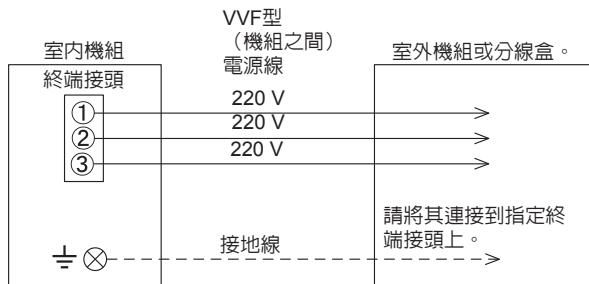 VVF型
（機組之間）
電源線
室内機組
室外機組或分線盒。
終端接頭
① 220 V
② 220 V
③ 220 V
請將其連接到指定終
端接頭上。
接地線